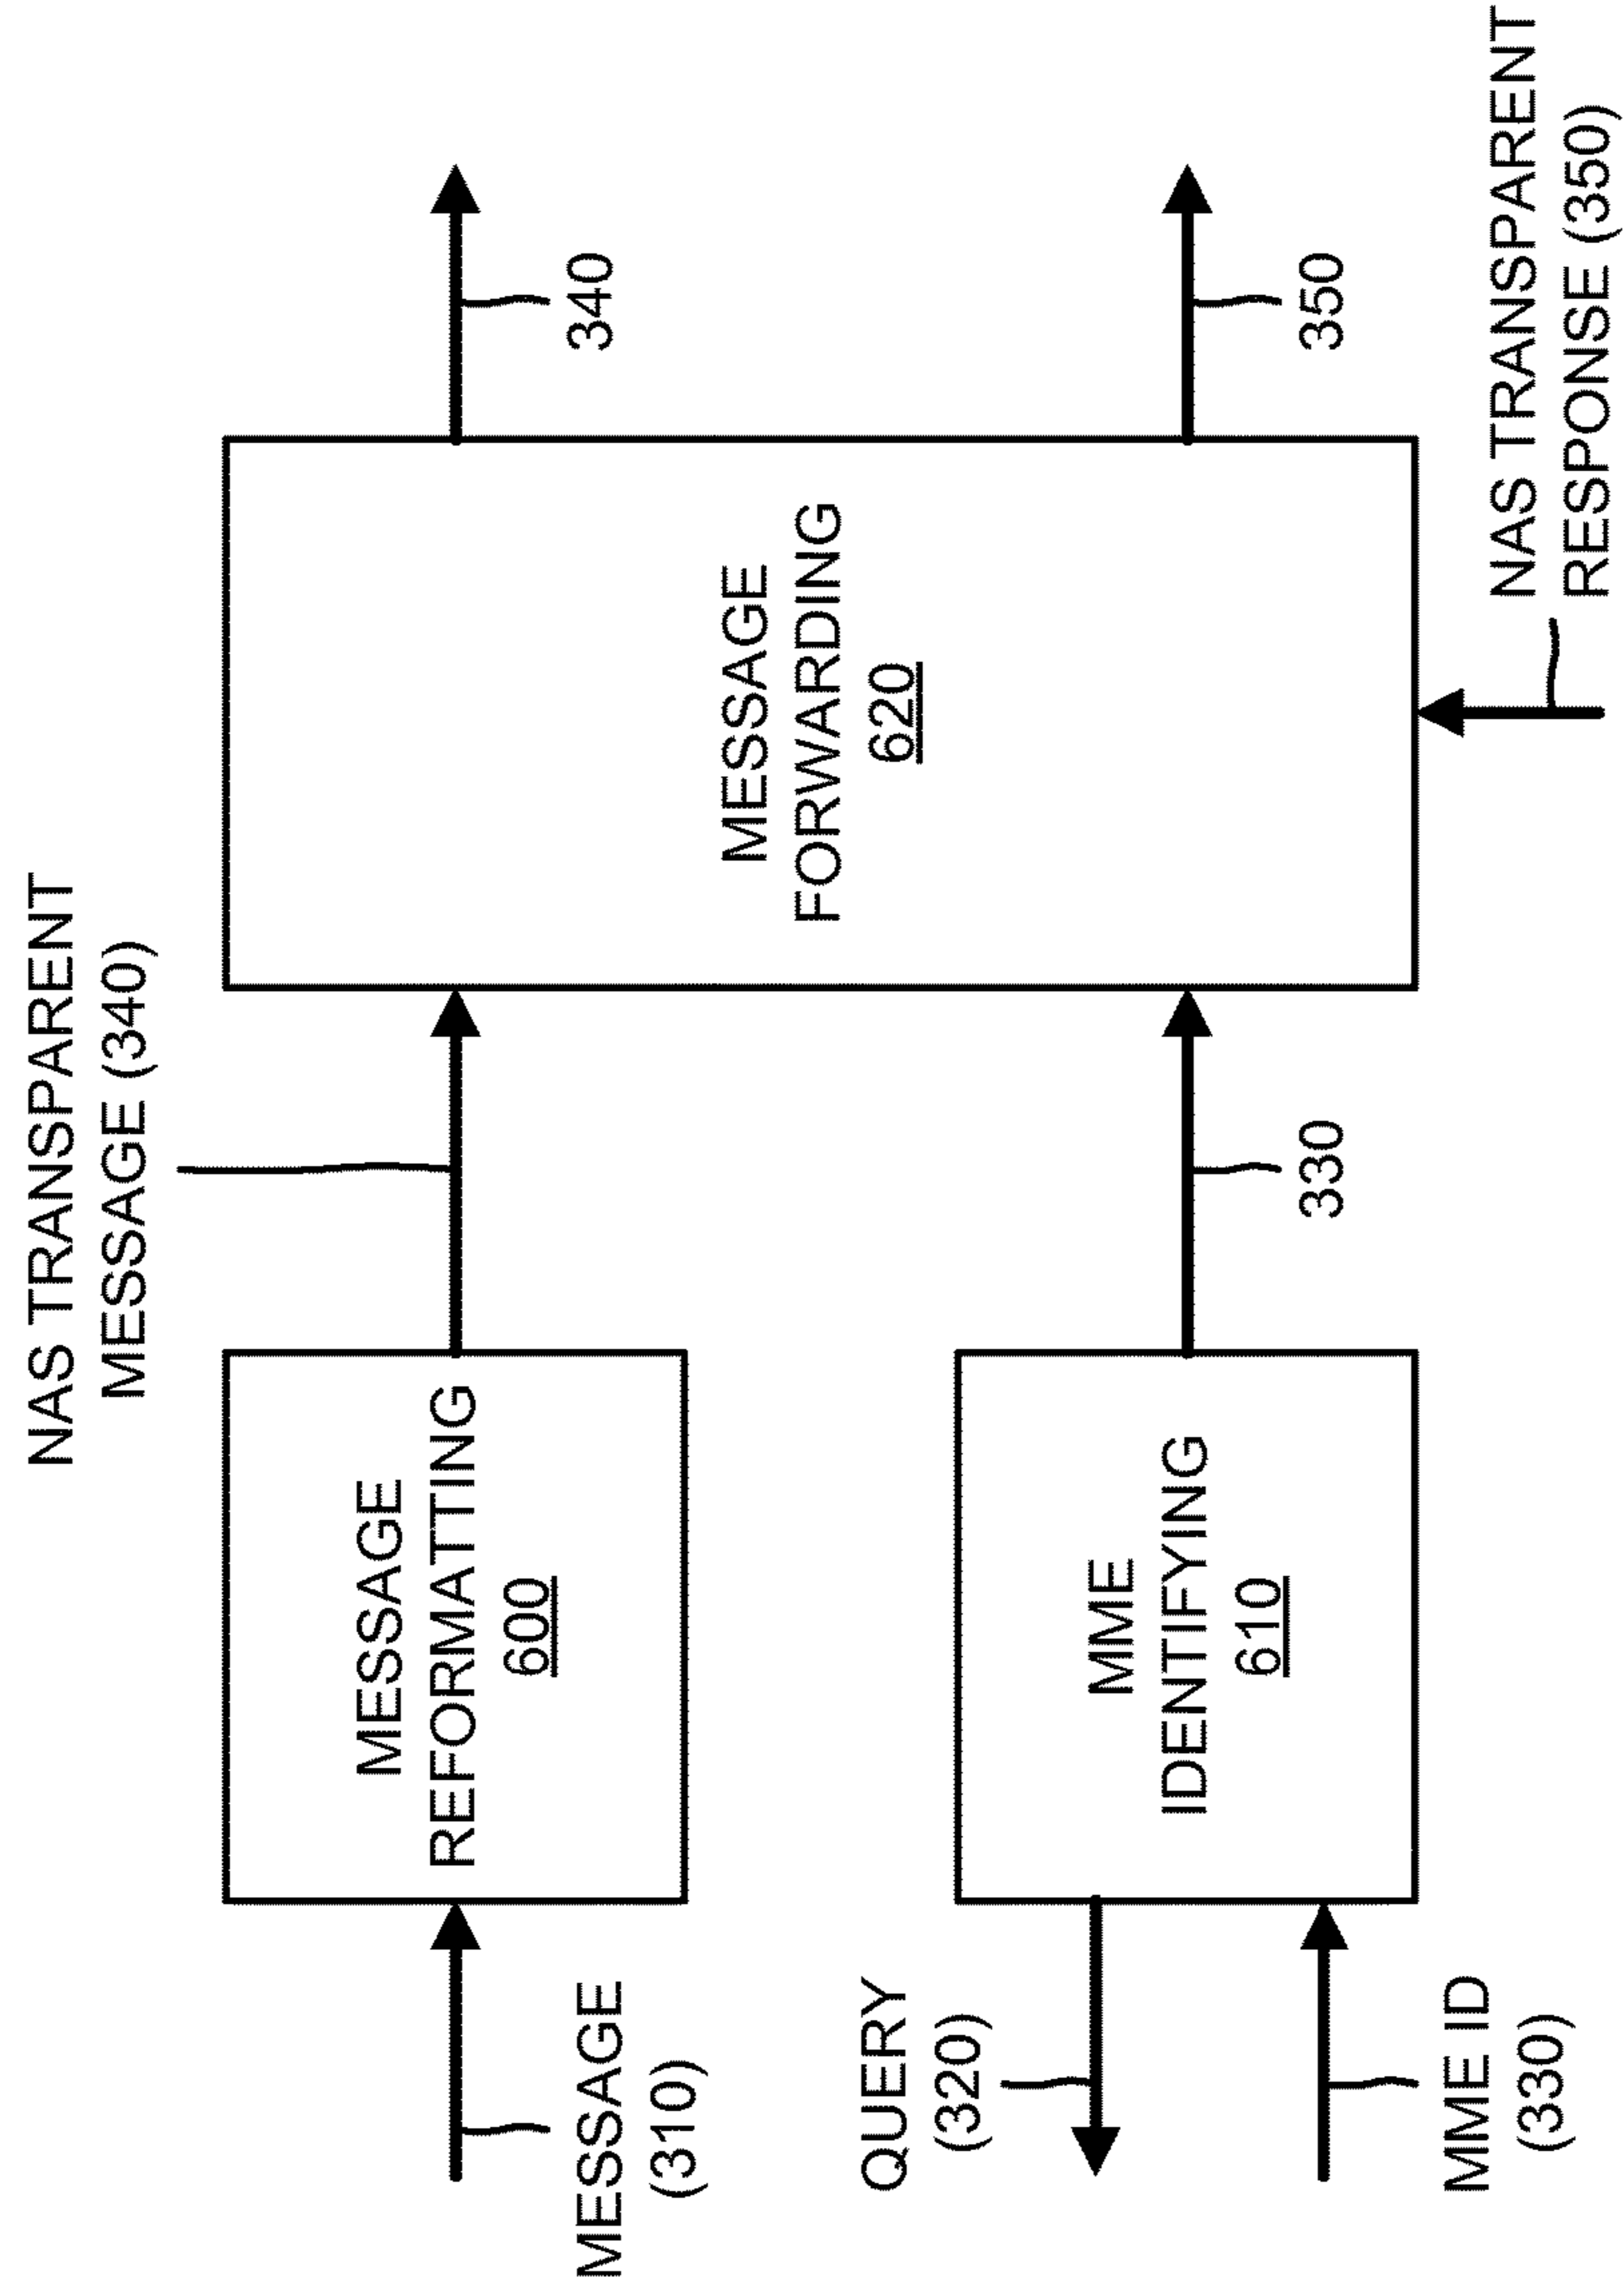 NAS TRANSPARENT
MESSAGE (340)
MESSAGE
(310)
MESSAGE
REFORMATTING
600
340
QUERY
(320)
MME ID
(330)
MME
IDENTIFYING
610
330
MESSAGE
FORWARDING
620
350
NAS TRANSPARENT
RESPONSE (350)